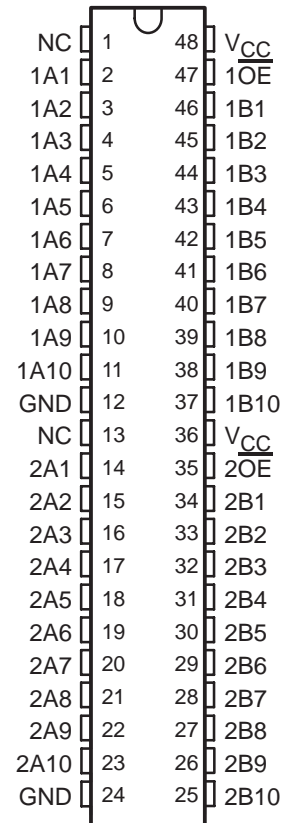 NC 1 48 VCC
1A1 2 47 1O̅E̅
1A2 3 46 1B1
1A3 4 45 1B2
1A4 5 44 1B3
1A5 6 43 1B4
1A6 7 42 1B5
1A7 8 41 1B6
1A8 9 40 1B7
1A9 10 39 1B8
1A10 11 38 1B9
GND 12 37 1B10
NC 13 36 VCC
2A1 14 35 2O̅E̅
2A2 15 34 2B1
2A3 16 33 2B2
2A4 17 32 2B3
2A5 18 31 2B4
2A6 19 30 2B5
2A7 20 29 2B6
2A8 21 28 2B7
2A9 22 27 2B8
2A10 23 26 2B9
GND 24 25 2B10